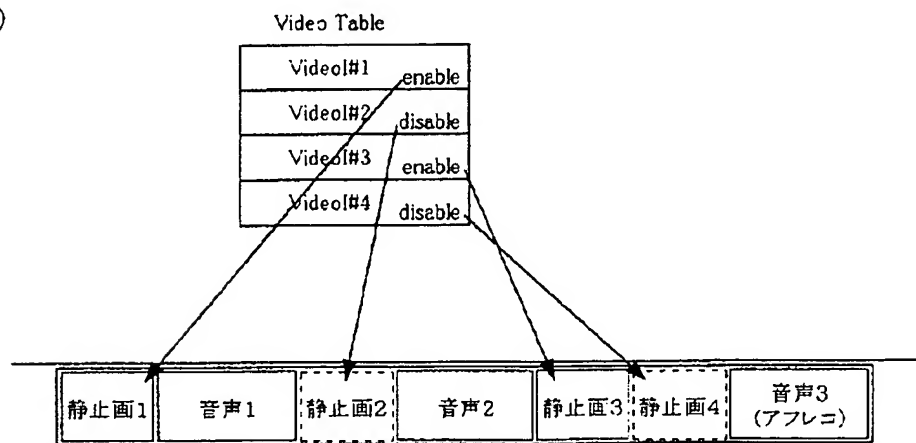 )
Video Table
VideoI#1 enable
VideoI#2 disable
VideoI#3 enable
VideoI#4 disable
静止画1 音声1 静止画2 音声2 静止画3 静止画4 音声3
(アフレコ)